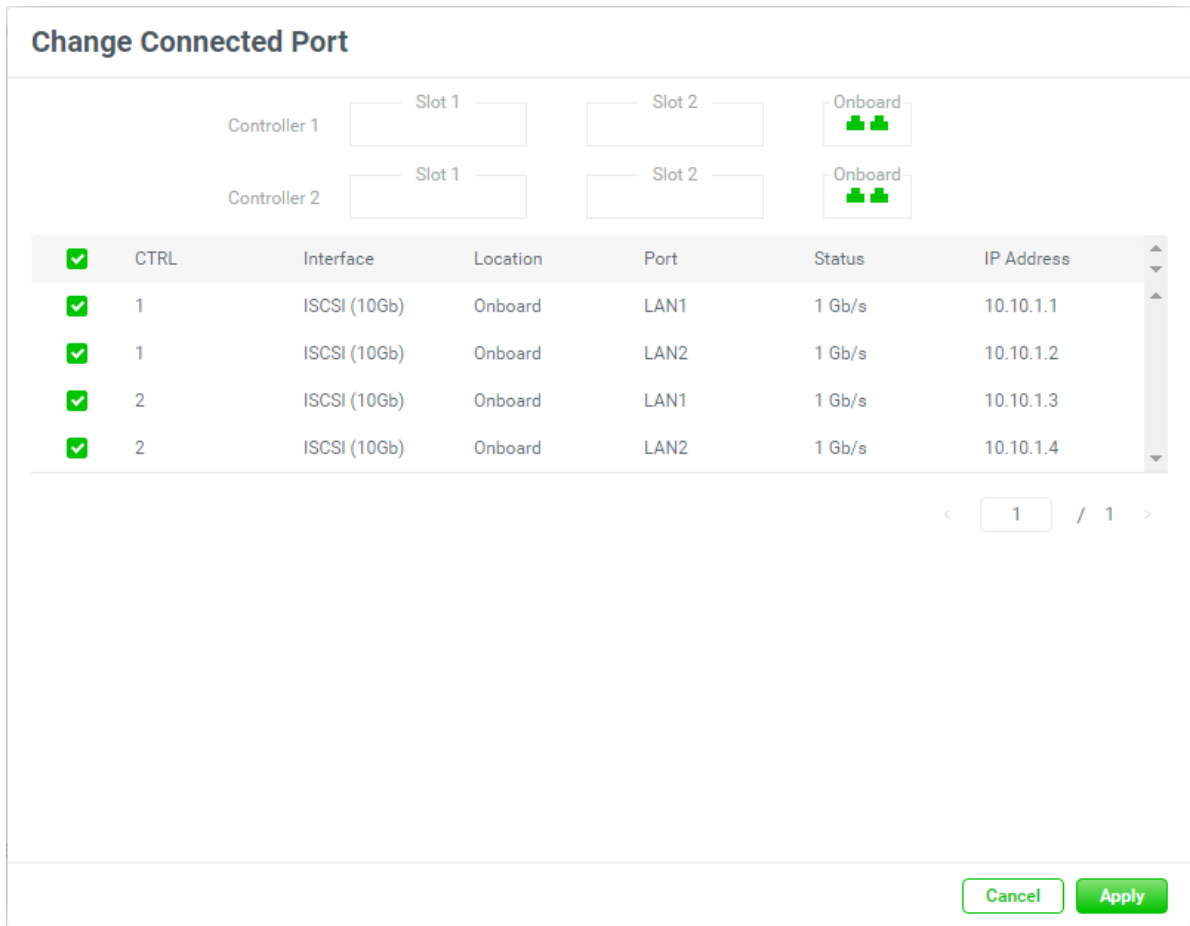 Change Connected Port
Slot 1 Slot 2 Onboard
Controller 1
Slot 1 Slot 2 Onboard
Controller 2
CTRL Interface Location Port Status IP Address
1 ISCSI (10Gb) Onboard LAN1 1 Gb/s 10.10.1.1
1 ISCSI (10Gb) Onboard LAN2 1 Gb/s 10.10.1.2
2 ISCSI (10Gb) Onboard LAN1 1 Gb/s 10.10.1.3
2 ISCSI (10Gb) Onboard LAN2 1 Gb/s 10.10.1.4
< 1 / 1 >
Cancel Apply